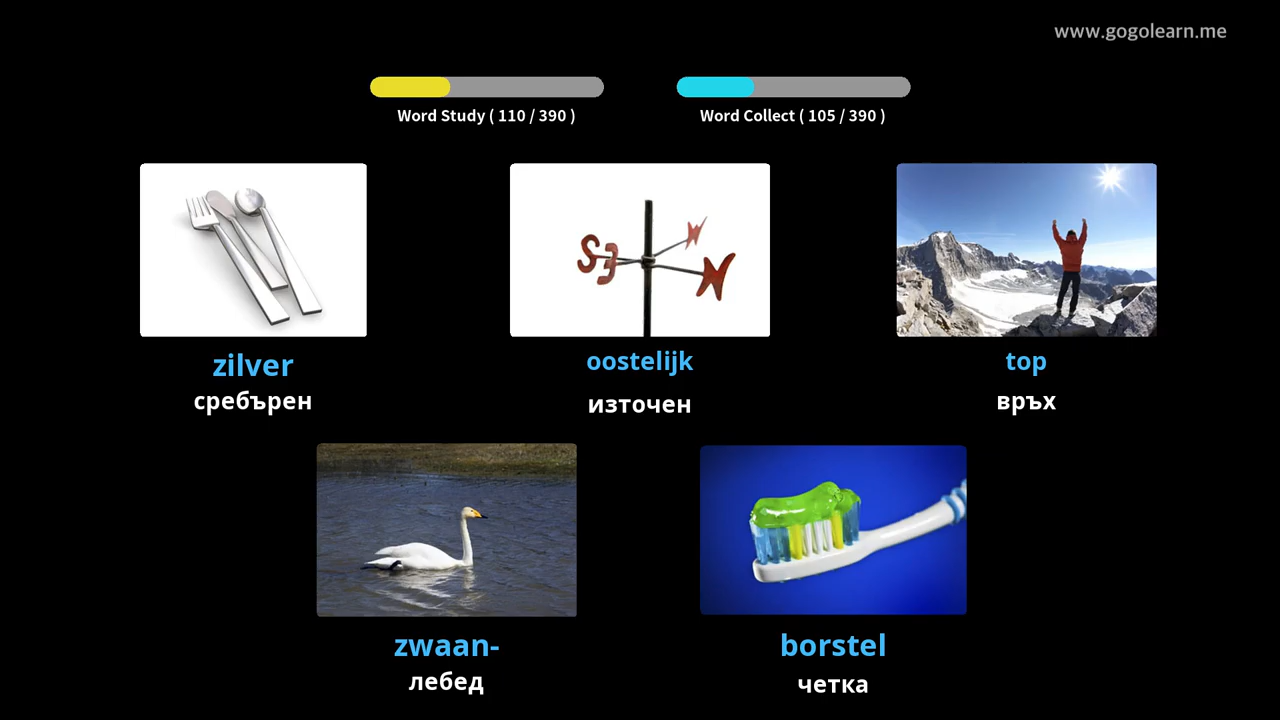 www.gogolearn.me
Word Study ( 110 / 390 )
Word Collect ( 105 / 390 )
S E N W
zilver
сребърен
oostelijk
източен
top
връх
zwaan-
лебед
borstel
четка